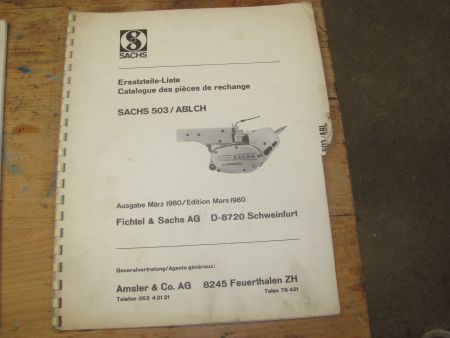 SACHS
Ersatzteile-Liste
Catalogue des pièces de rechange
SACHS 503/ABLCH
SACHS
Ausgabe März 1980/Edition Mars 1980
Fichtel & Sachs AG D-8720 Schweinfurt
Generalvertretung/Agents généraux:
Amsler & Co. AG 8245 Feuerthalen ZH
Telefon 053 4 21 21 Telex 76 421
503/ABL